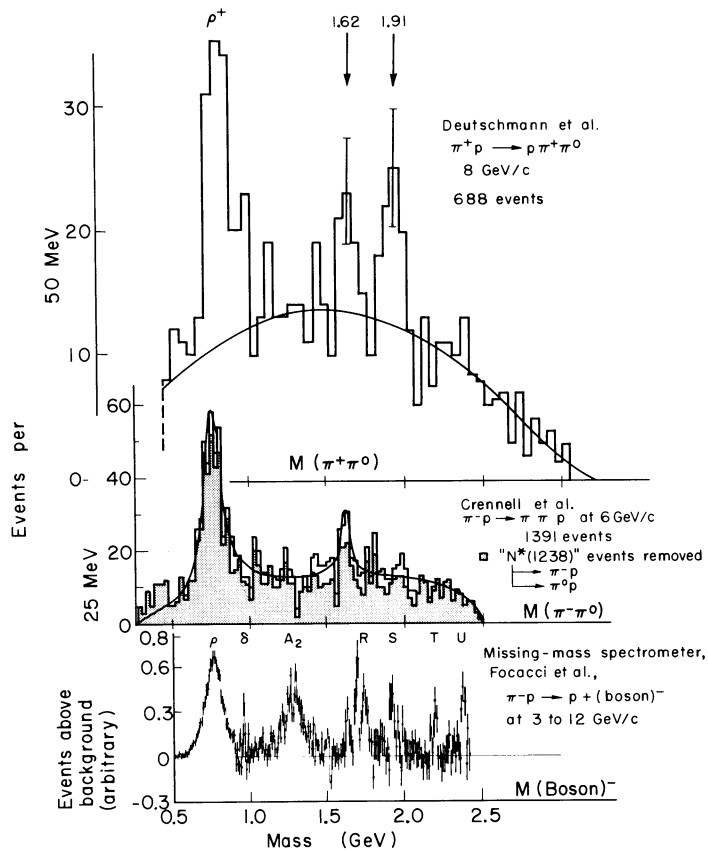 ρ+
1.62
1.91
30
20
10
0-
50 MeV
Deutschmann et al.
π+p → pπ+π0
8 GeV/c
688 events
M (π+π0)
60
40
20
0
Events per
25 MeV
Crennell et al.
π-p → π π p at 6 GeV/c
1391 events
"N*(1238)" events removed
→ π-p
→ π0p
M (π-π0)
ρ
δ
A2
R
S
T
U
0.8
0.6
0.3
0
-0.3
Events above
background
(arbitrary)
Missing-mass spectrometer,
Focacci et al.,
π-p → p + (boson)-
at 3 to 12 GeV/c
M (Boson)-
0.5
1.0
1.5
2.0
2.5
Mass (GeV)